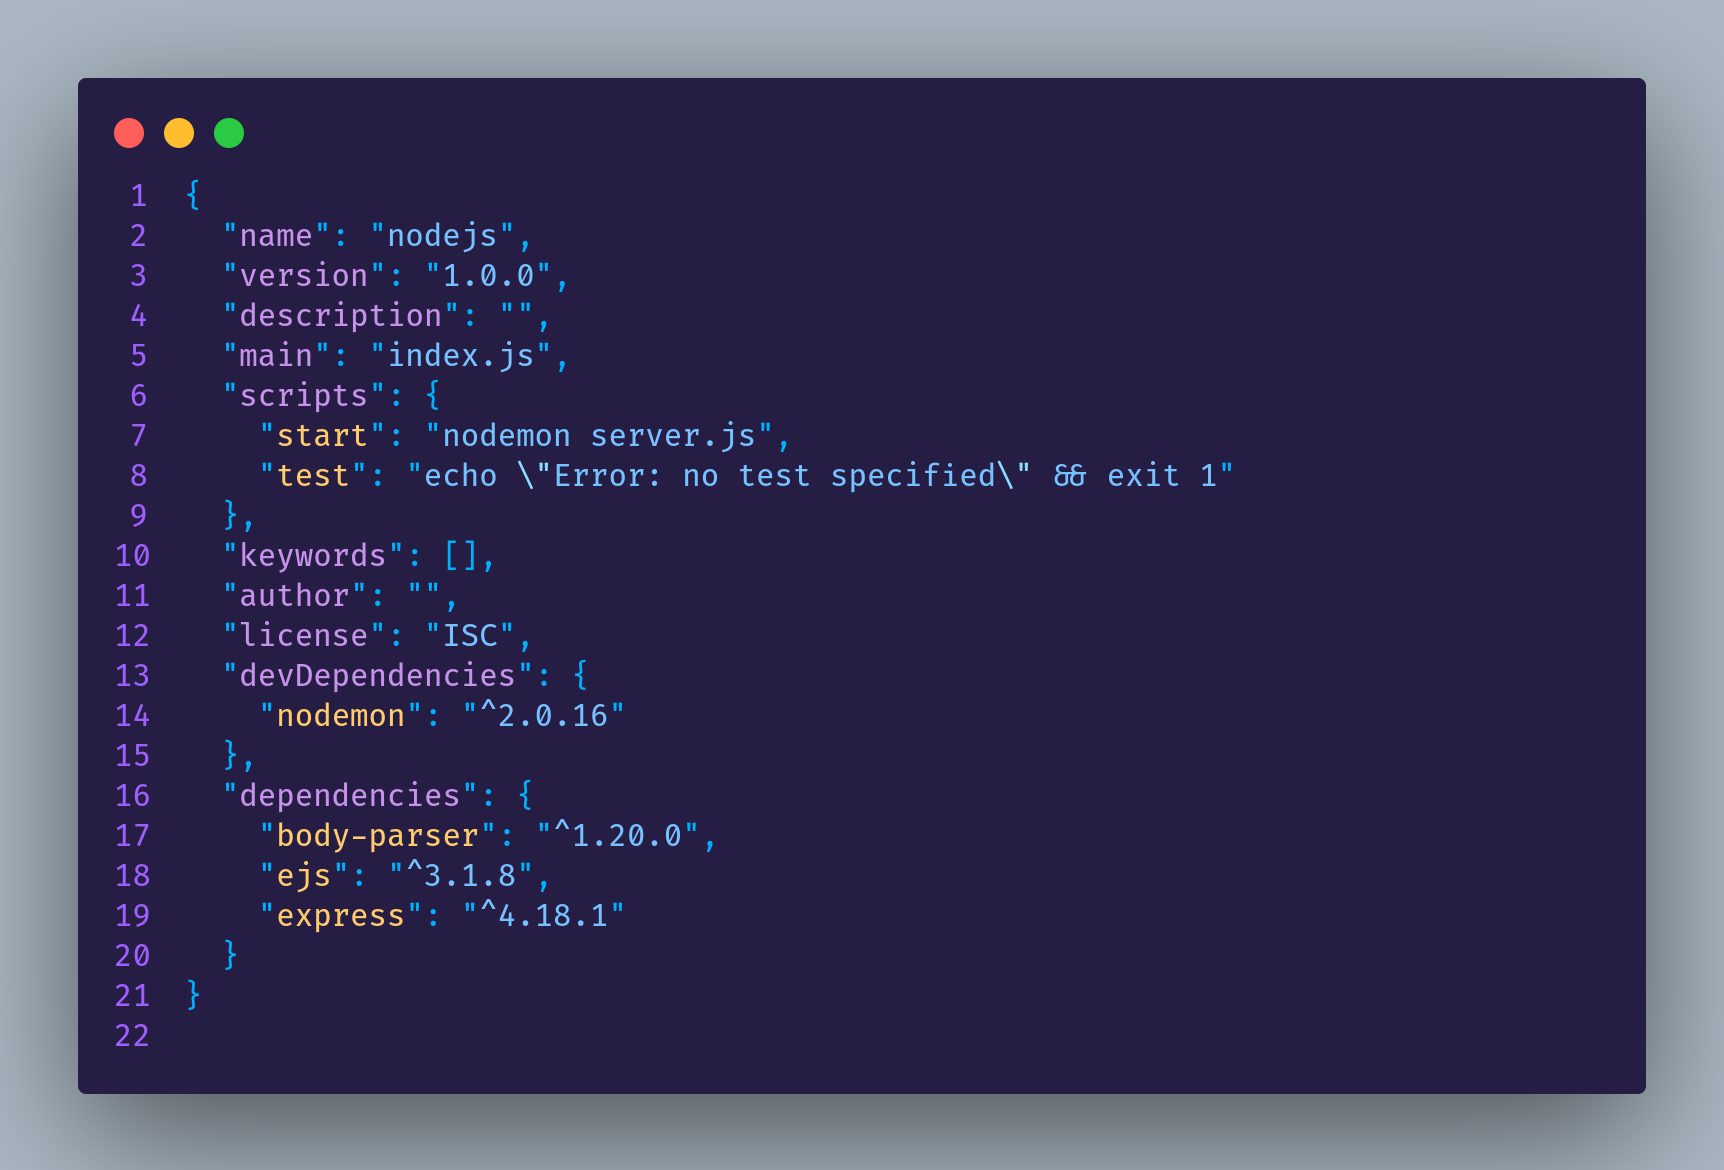 1 {
2   "name": "nodejs",
3   "version": "1.0.0",
4   "description": "",
5   "main": "index.js",
6   "scripts": {
7     "start": "nodemon server.js",
8     "test": "echo \"Error: no test specified\" && exit 1"
9   },
10   "keywords": [],
11   "author": "",
12   "license": "ISC",
13   "devDependencies": {
14     "nodemon": "^2.0.16"
15   },
16   "dependencies": {
17     "body-parser": "^1.20.0",
18     "ejs": "^3.1.8",
19     "express": "^4.18.1"
20   }
21 }
22